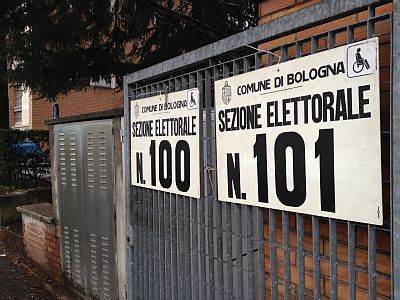 COMUNE DI BOLOGNA
SEZIONE ELETTORALE
N. 100
COMUNE DI BOLOGNA
SEZIONE ELETTORALE
N. 101